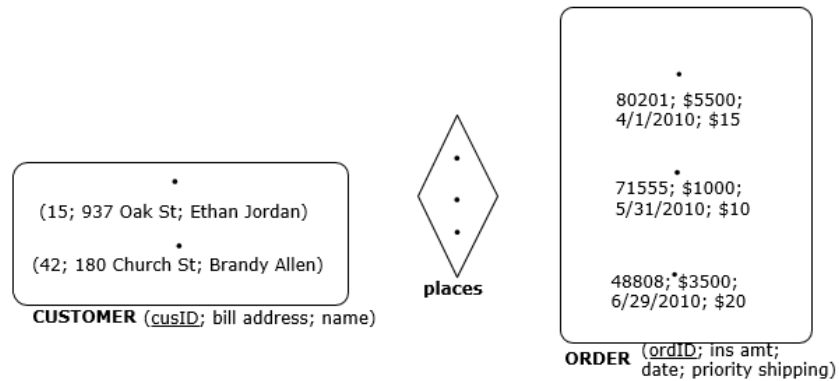 (15; 937 Oak St; Ethan Jordan)
(42; 180 Church St; Brandy Allen)
CUSTOMER (cusID; bill address; name)
places
80201; $5500;
4/1/2010; $15
71555; $1000;
5/31/2010; $10
48808; $3500;
6/29/2010; $20
ORDER (ordID; ins amt;
date; priority shipping)